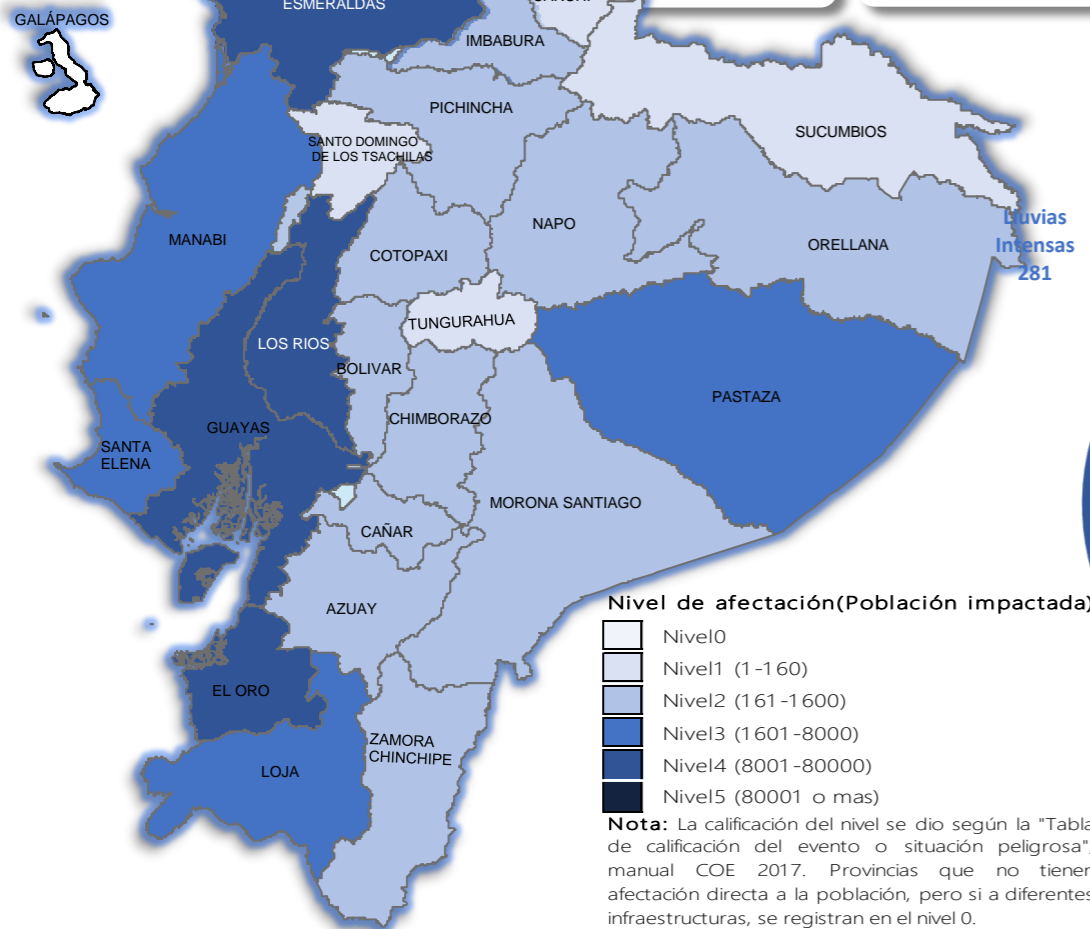 ESMERALDAS
GALÁPAGOS
IMBABURA
PICHINCHA
SUCUMBIOS
SANTO DOMINGO
DE LOS TSACHILAS
NAPO
MANABI
ORELLANA
Lluvias
Intensas
281
COTOPAXI
TUNGURAHUA
LOS RIOS
BOLIVAR
PASTAZA
CHIMBORAZO
GUAYAS
SANTA
ELENA
MORONA SANTIAGO
CAÑAR
AZUAY
EL ORO
ZAMORA
CHINCHIPE
LOJA
Nivel de afectación(Población impactada)
Nivel0
Nivel1 (1-160)
Nivel2 (161-1600)
Nivel3 (1601-8000)
Nivel4 (8001-80000)
Nivel5 (80001 o mas)
Nota: La calificación del nivel se dio según la "Tabla
de calificación del evento o situación peligrosa",
manual COE 2017. Provincias que no tienen
afectación directa a la población, pero si a diferentes
infraestructuras, se registran en el nivel 0.